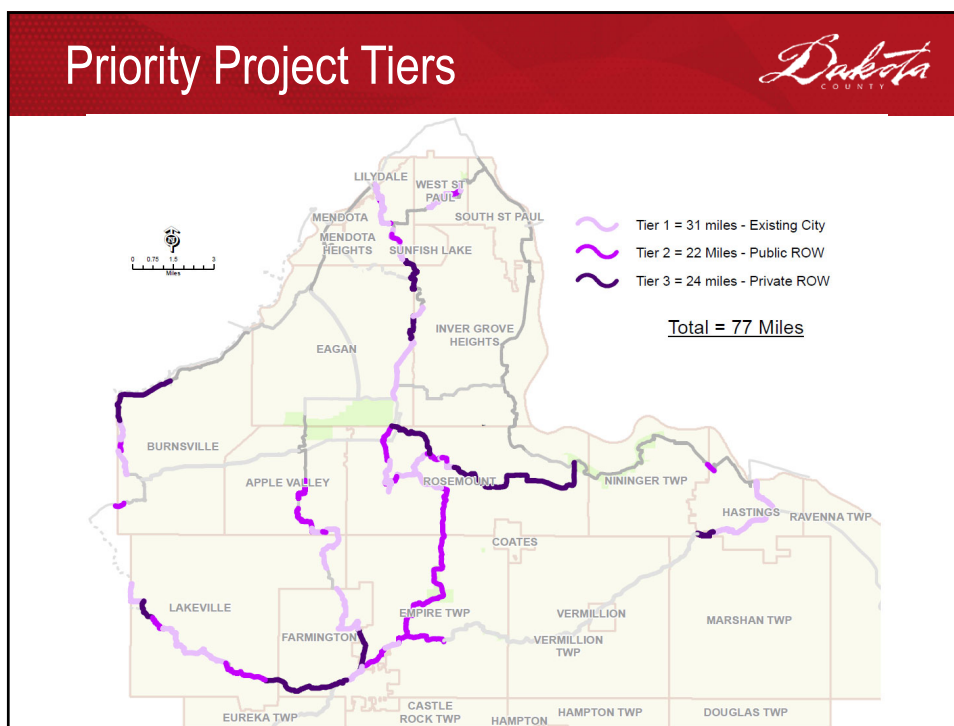 Priority Project Tiers
Dakota
COUNTY
LILYDALE
WEST ST
PAUL
MENDOTA
SOUTH ST PAUL
MENDOTA
HEIGHTS
SUNFISH LAKE
0 0.75 1.5 3
Miles
Tier 1 = 31 miles - Existing City
Tier 2 = 22 Miles - Public ROW
Tier 3 = 24 miles - Private ROW
Total = 77 Miles
INVER GROVE
HEIGHTS
EAGAN
BURNSVILLE
APPLE VALLEY
ROSEMOUNT
NININGER TWP
HASTINGS
RAVENNA TWP
COATES
LAKEVILLE
EMPIRE TWP
VERMILLION
MARSHAN TWP
FARMINGTON
VERMILLION
TWP
CASTLE
ROCK TWP
EUREKA TWP
HAMPTON
HAMPTON TWP
DOUGLAS TWP